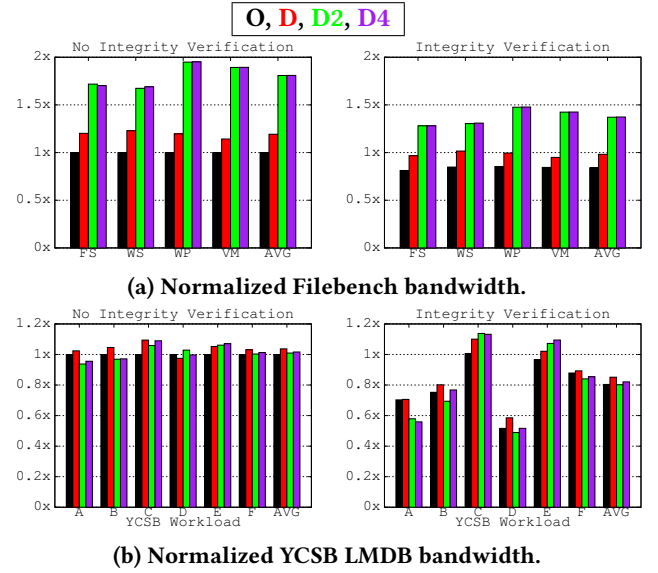 O, D, D2, D4
No Integrity Verification
2x
1.5x
1x
0.5x
0x
FS WS WP VM AVG
Integrity Verification
2x
1.5x
1x
0.5x
0x
FS WS WP VM AVG
(a) Normalized Filebench bandwidth.
No Integrity Verification
1.2x
1x
0.8x
0.6x
0.4x
0.2x
0x
A B C D E F AVG
YCSB Workload
Integrity Verification
1.2x
1x
0.8x
0.6x
0.4x
0.2x
0x
A B C D E F AVG
YCSB Workload
(b) Normalized YCSB LMDB bandwidth.